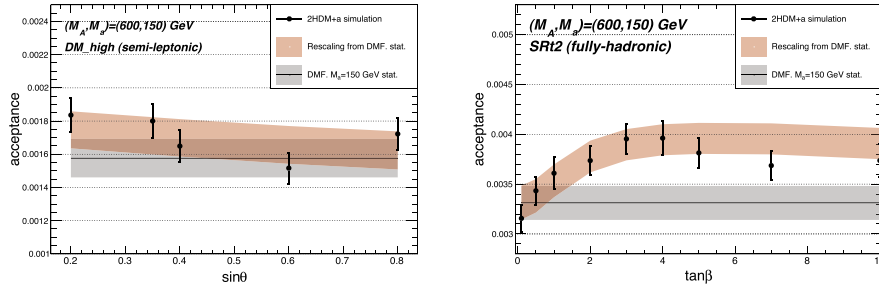 (M_A,M_a)=(600,150) GeV
DM_high (semi-leptonic)
2HDM+a simulation
Rescaling from DMF. stat.
DMF. Mₐ=150 GeV stat.
acceptance
0.0024
0.0022
0.002
0.0018
0.0016
0.0014
0.0012
0.001
0.2
0.3
0.4
0.5
0.6
0.7
0.8
sinθ
(M_A,M_a)=(600,150) GeV
SRt2 (fully-hadronic)
2HDM+a simulation
Rescaling from DMF. stat.
DMF. Mₐ=150 GeV stat.
acceptance
0.005
0.0045
0.004
0.0035
0.003
0
2
4
6
8
tanβ